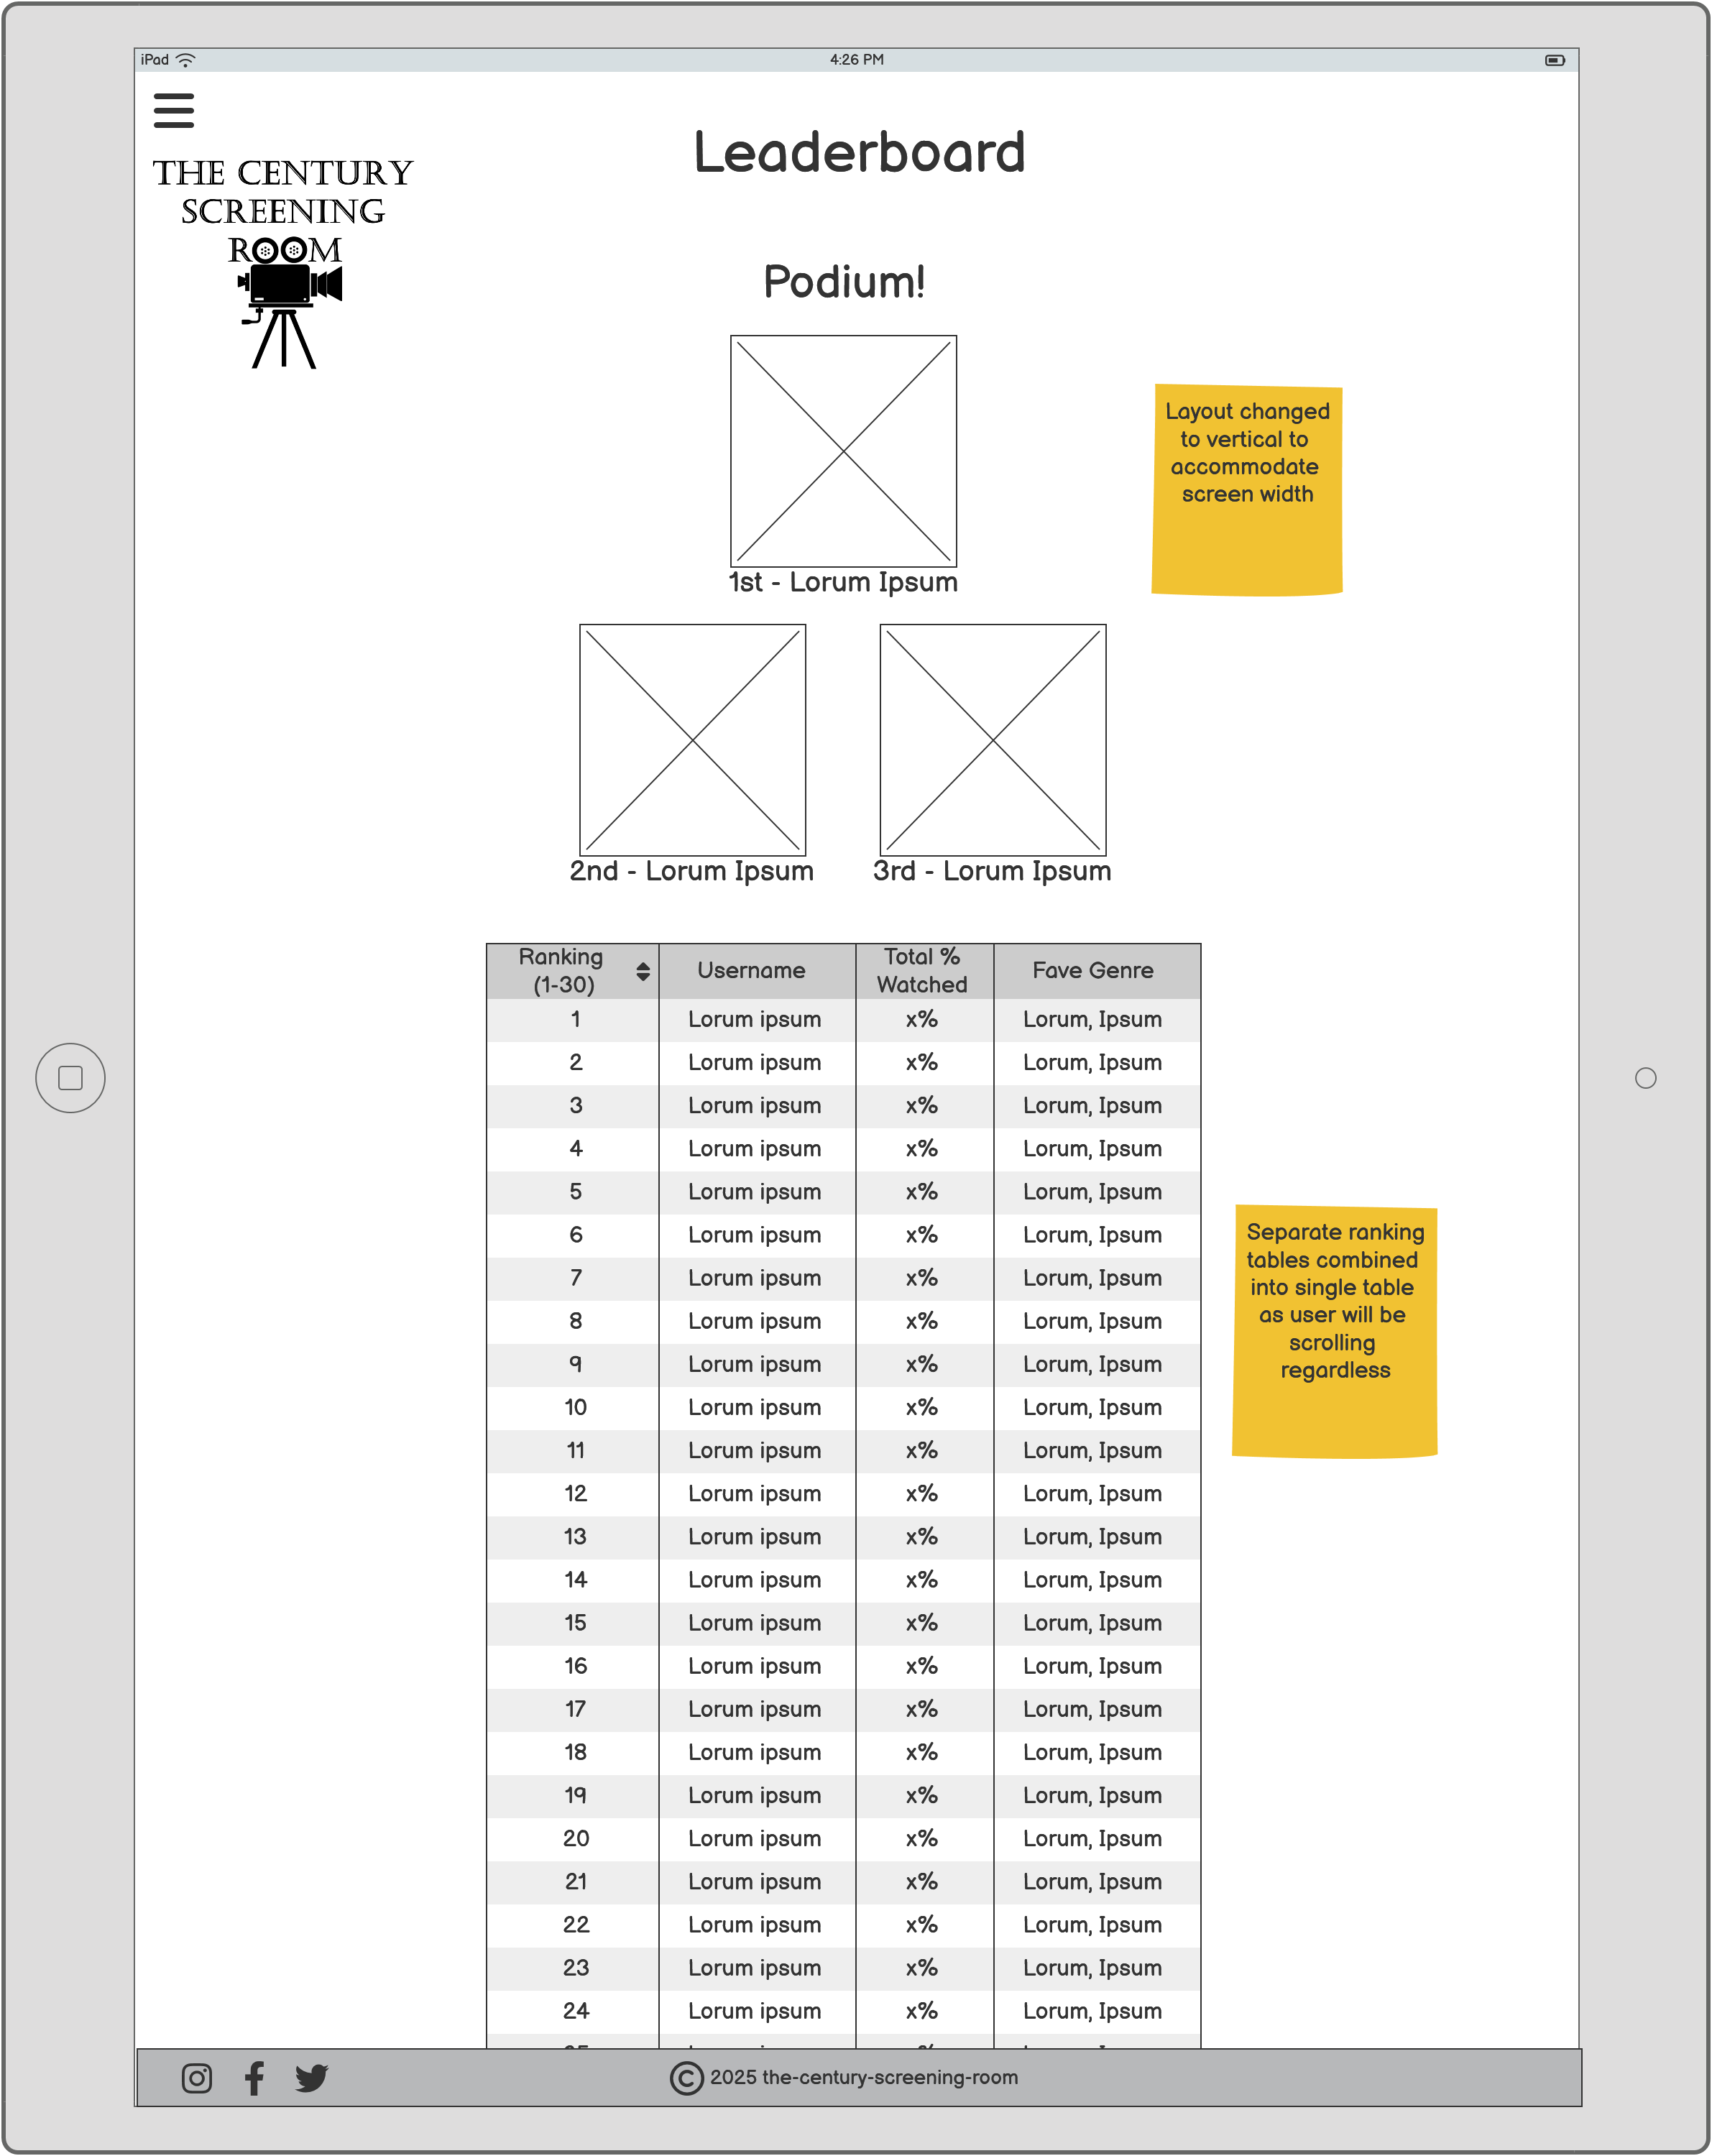 iPad
4:26 PM
THE CENTURY
SCREENING
ROOM
Leaderboard
Podium!
1st - Lorum Ipsum
Layout changed
to vertical to
accommodate
screen width
2nd - Lorum Ipsum
3rd - Lorum Ipsum
Ranking (1-30) Username Total % Watched Fave Genre
1 Lorum ipsum x% Lorum, Ipsum
2 Lorum ipsum x% Lorum, Ipsum
3 Lorum ipsum x% Lorum, Ipsum
4 Lorum ipsum x% Lorum, Ipsum
5 Lorum ipsum x% Lorum, Ipsum
6 Lorum ipsum x% Lorum, Ipsum
7 Lorum ipsum x% Lorum, Ipsum
8 Lorum ipsum x% Lorum, Ipsum
9 Lorum ipsum x% Lorum, Ipsum
10 Lorum ipsum x% Lorum, Ipsum
11 Lorum ipsum x% Lorum, Ipsum
12 Lorum ipsum x% Lorum, Ipsum
13 Lorum ipsum x% Lorum, Ipsum
14 Lorum ipsum x% Lorum, Ipsum
15 Lorum ipsum x% Lorum, Ipsum
16 Lorum ipsum x% Lorum, Ipsum
17 Lorum ipsum x% Lorum, Ipsum
18 Lorum ipsum x% Lorum, Ipsum
19 Lorum ipsum x% Lorum, Ipsum
20 Lorum ipsum x% Lorum, Ipsum
21 Lorum ipsum x% Lorum, Ipsum
22 Lorum ipsum x% Lorum, Ipsum
23 Lorum ipsum x% Lorum, Ipsum
24 Lorum ipsum x% Lorum, Ipsum
Separate ranking
tables combined
into single table
as user will be
scrolling
regardless
© 2025 the-century-screening-room